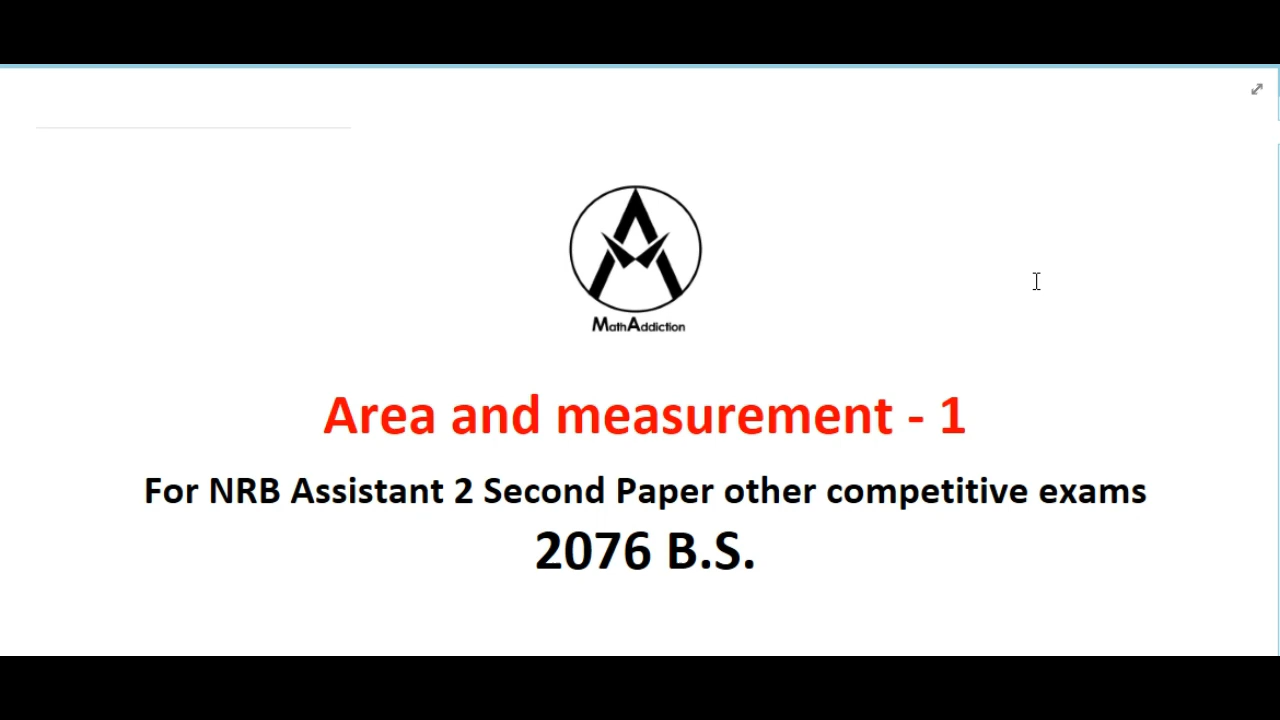 MathAddiction
Area and measurement - 1
For NRB Assistant 2 Second Paper other competitive exams
2076 B.S.